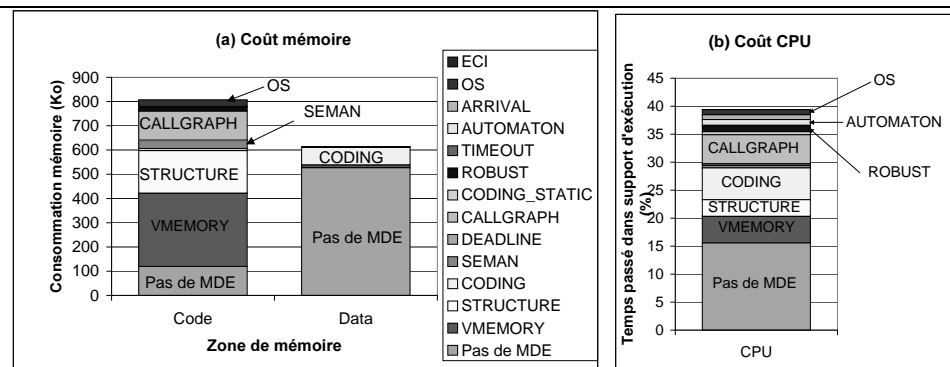 (a) Coût mémoire
Consommation mémoire (Ko)
900
800
700
600
500
400
300
200
100
0
OS
SEMAN
CALLGRAPH
STRUCTURE
VMEMORY
Pas de MDE
CODING
Pas de MDE
Code
Data
Zone de mémoire
ECI
OS
ARRIVAL
AUTOMATON
TIMEOUT
ROBUST
CODING_STATIC
CALLGRAPH
DEADLINE
SEMAN
CODING
STRUCTURE
VMEMORY
Pas de MDE
(b) Coût CPU
Temps passé dans support d'exécution
(%)
45
40
35
30
25
20
15
10
5
0
OS
AUTOMATON
ROBUST
CALLGRAPH
CODING
STRUCTURE
VMEMORY
Pas de MDE
CPU